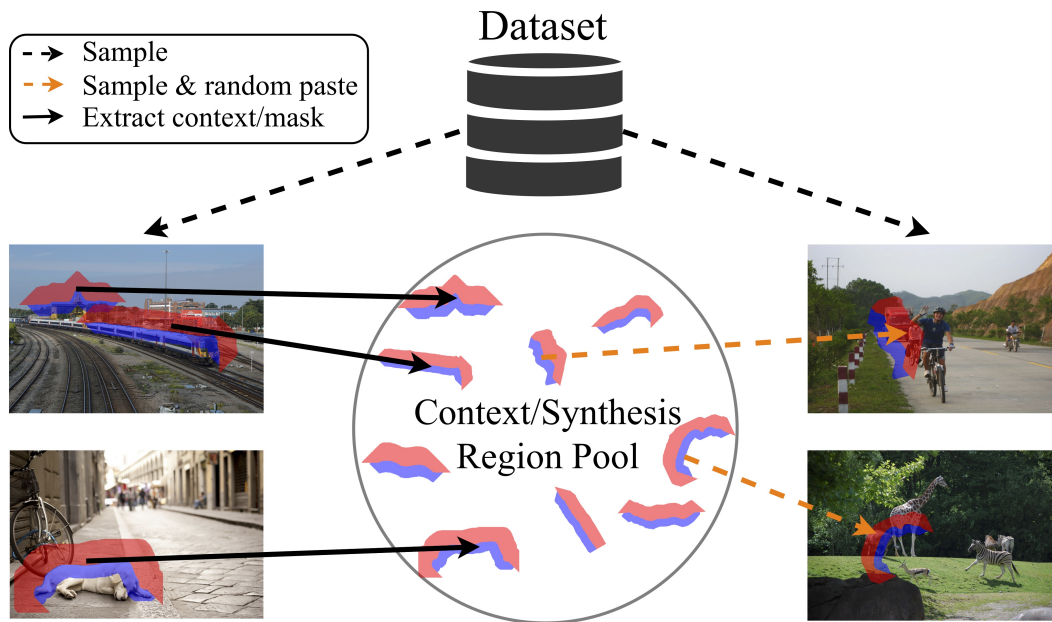 Dataset
Sample
Sample & random paste
Extract context/mask
Context/Synthesis
Region Pool